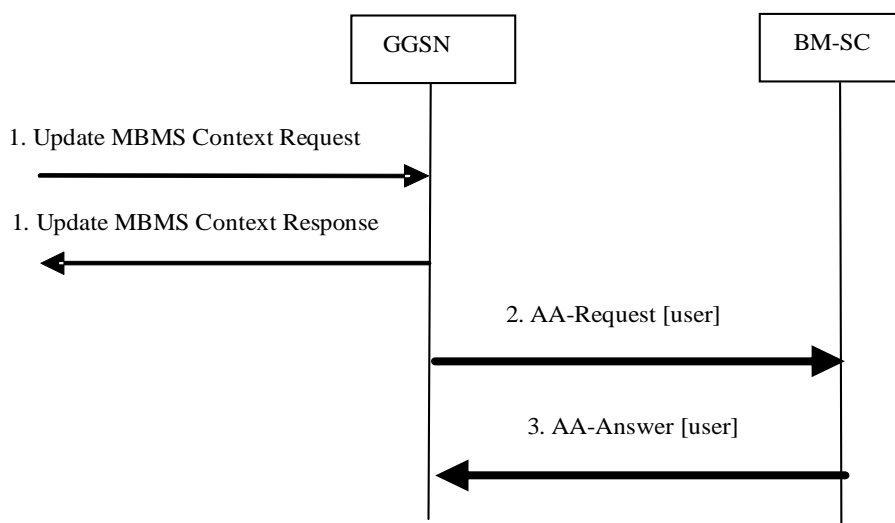 GGSN
BM-SC
1. Update MBMS Context Request
1. Update MBMS Context Response
2. AA-Request [user]
3. AA-Answer [user]